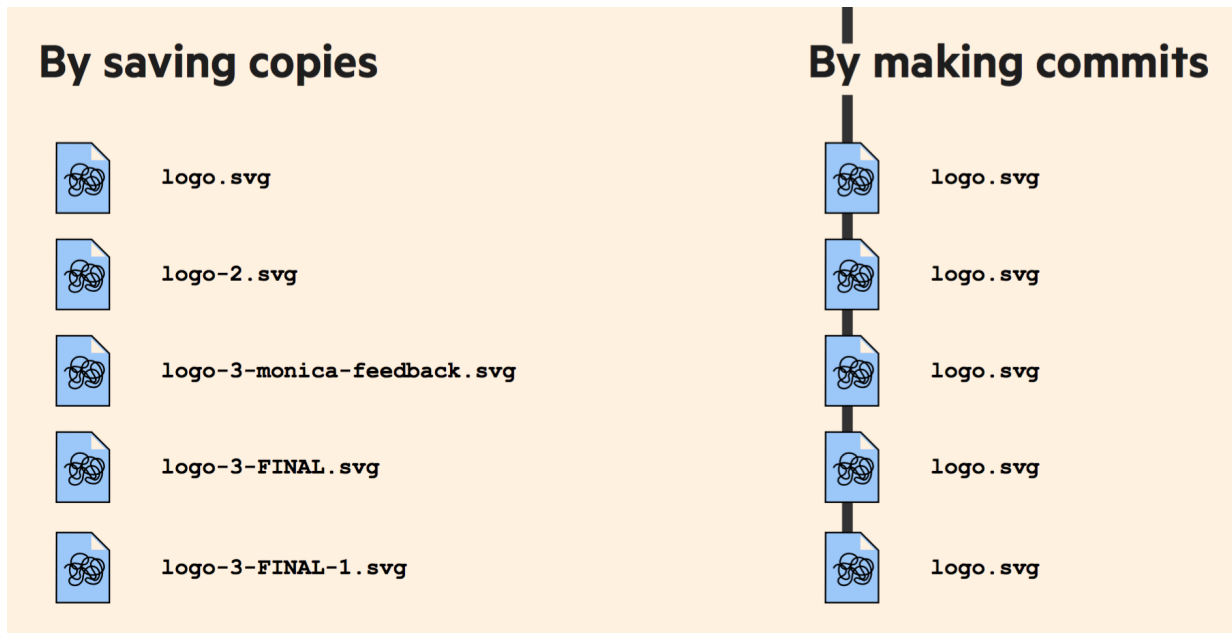 By saving copies
logo.svg
logo-2.svg
logo-3-monica-feedback.svg
logo-3-FINAL.svg
logo-3-FINAL-1.svg
By making commits
logo.svg
logo.svg
logo.svg
logo.svg
logo.svg